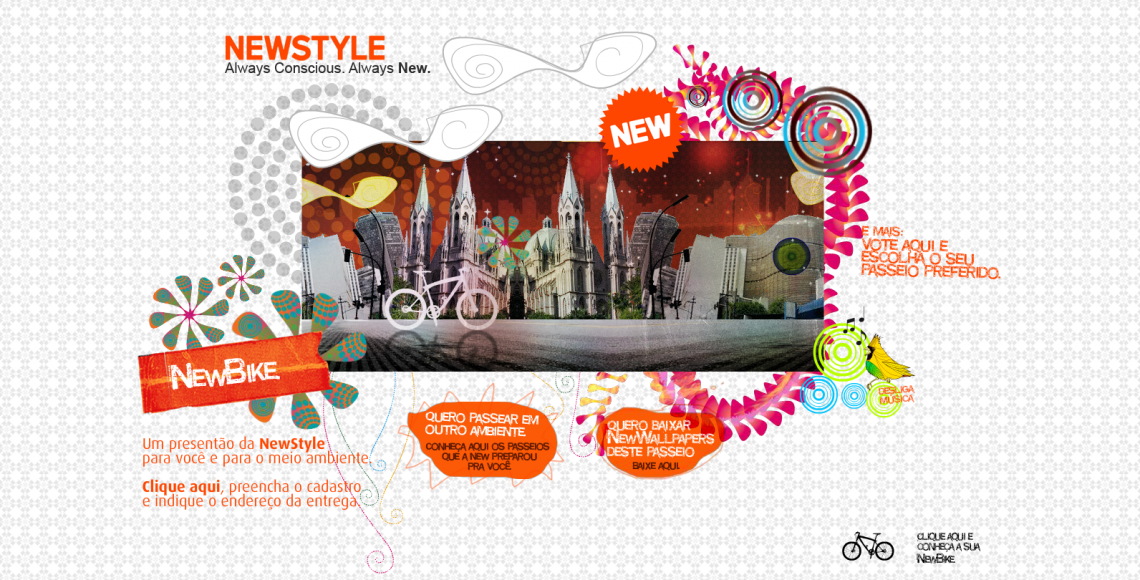 NEWSTYLE
Always Conscious. Always New.
NEW
E MAIS:
VOTE AQUI E
ESCOLHA O SEU
PASSEIO PREFERIDO.
NEWBIKE
DESLIGA
MÚSICA
QUERO PASSEAR EM
OUTRO AMBIENTE.
CONHEÇA AQUI OS PASSEIOS
QUE A NEW PREPAROU
PRA VOCÊ.
QUERO BAIXAR
NEWWALLPAPERS
DESTE PASSEIO
BAIXE AQUI.
Um presentão da NewStyle
para você e para o meio ambiente.
Clique aqui, preencha o cadastro
e indique o endereço da entrega.
CLIQUE AQUI E
CONHEÇA A SUA
NEWBIKE